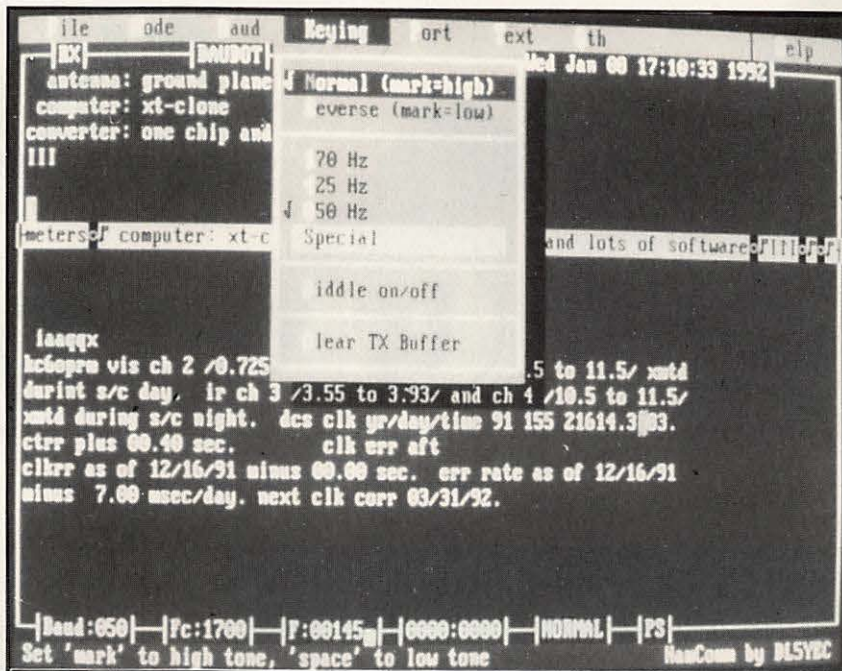 ile ode aud Keying ort ext th elp
RX BAUDOT Wed Jan 08 17:10:33 1992
antenna: ground plane
computer: xt-clone
converter: one chip and
III
√ Normal (mark=high)
everse (mark=low)
70 Hz
25 Hz
√ 50 Hz
Special
iddle on/off
lear TX Buffer
meters computer: xt-c and lots of software
iaaqqx
hc6oprm vis ch 2 /0.725 .5 to 11.5/ xmtd
durint s/c day. ir ch 3 /3.55 to 3.93/ and ch 4 /10.5 to 11.5/
xmtd during s/c night. dcs clk yr/day/time 91 155 21614.3 03.
ctrr plus 00.40 sec. clk err aft
clkrr as of 12/16/91 minus 00.00 sec. err rate as of 12/16/91
minus 7.00 msec/day. next clk corr 03/31/92.
Baud:050 Fc:1700 F:00145 0000:0000 NORMAL PS
Set 'mark' to high tone, 'space' to low tone HamComm by DL5YEC